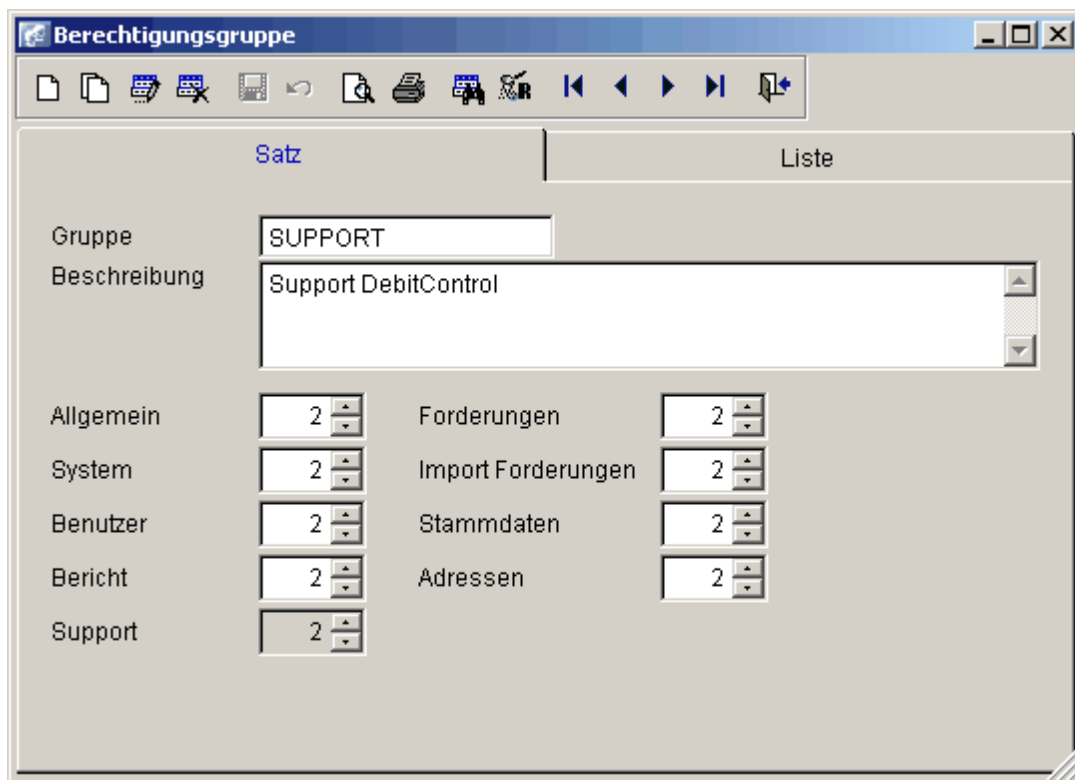 Berechtigungsgruppe
Satz Liste
Gruppe SUPPORT
Beschreibung Support DebitControl
Allgemein 2 Forderungen 2
System 2 Import Forderungen 2
Benutzer 2 Stammdaten 2
Bericht 2 Adressen 2
Support 2